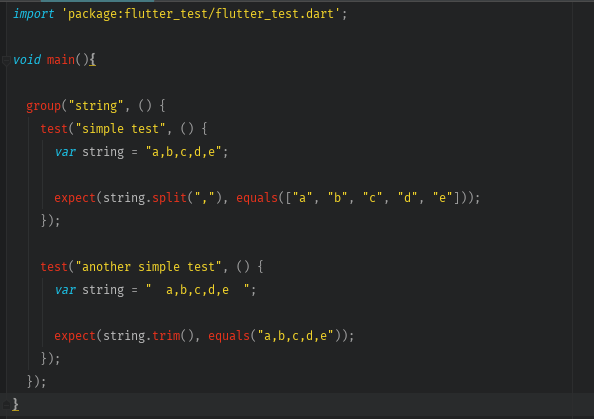 import 'package:flutter_test/flutter_test.dart';
void main(){
group("string", () {
test("simple test", () {
var string = "a,b,c,d,e";
expect(string.split(","), equals(["a", "b", "c", "d", "e"]));
});
test("another simple test", () {
var string = "  a,b,c,d,e  ";
expect(string.trim(), equals("a,b,c,d,e"));
});
});
}